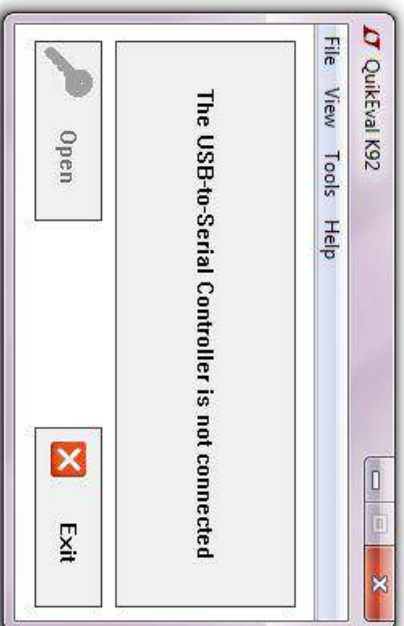 QuikEval K92
File View Tools Help
The USB-to-Serial Controller is not connected
Open
Exit